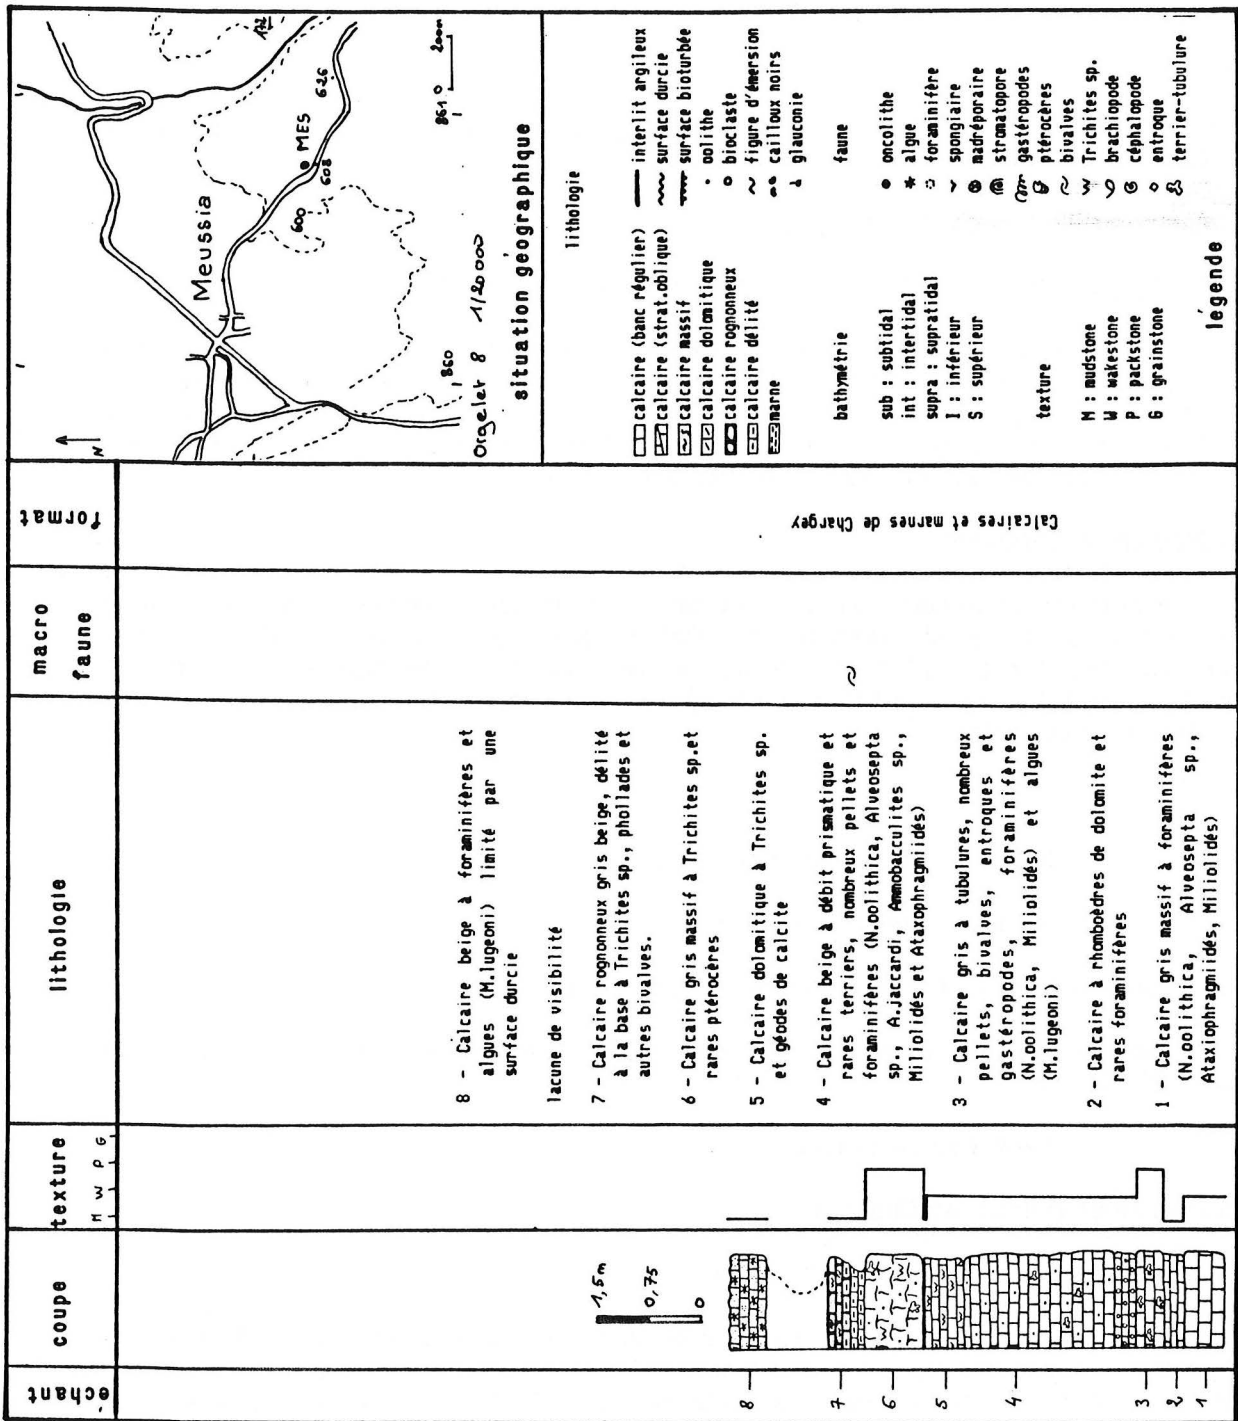 échant
coupe
texture
M W P G
lithologie
macro
faune
format
1,5m
0,75
0
8
7
6
5
4
3
2
1
8 - Calcaire beige à foraminifères et
algues (M.lugeoni) limité par une
surface durcie
lacune de visibilité
7 - Calcaire rognonneux gris beige, délité
à la base à Trichites sp., phollades et
autres bivalves.
6 - Calcaire gris massif à Trichites sp.et
rares ptérocères
5 - Calcaire dolomitique à Trichites sp.
et géodes de calcite
4 - Calcaire beige à débit prismatique et
rares terriers, nombreux pellets et
foraminifères (N.oolithica, Alveosepta
sp., A.jaccardi, Ammobacculites sp.,
Miliolidés et Ataxophragmiidés)
3 - Calcaire gris à tubulures, nombreux
pellets, bivalves, entroques et
gastéropodes, foraminifères
(N.oolithica, Miliolidés) et algues
(M.lugeoni)
2 - Calcaire à rhomboèdres de dolomite et
rares foraminifères
1 - Calcaire gris massif à foraminifères
(N.oolithica, Alveosepta sp.,
Ataxiophragmiidés, Miliolidés)
Calcaires et marnes de Chargey
N
Meussia
MES
600
608
626
172
860
861
0 200m
Orgelet 8 1/20000
situation géographique
lithologie
calcaire (banc régulier)
calcaire (strat.oblique)
calcaire massif
calcaire dolomitique
calcaire rognonneux
calcaire délité
marne
interlit argileux
surface durcie
surface bioturbée
oolithe
bioclaste
figure d'émersion
cailloux noirs
glauconie
bathymétrie
sub : subtidal
int : intertidal
supra : supratidal
I : inférieur
S : supérieur
texture
M : mudstone
W : wakestone
P : packstone
G : grainstone
faune
oncolithe
algue
foraminifère
spongiaire
madréporaire
stromatopore
gastéropodes
ptérocères
bivalves
Trichites sp.
brachiopode
céphalopode
entroque
terrier-tubulure
légende